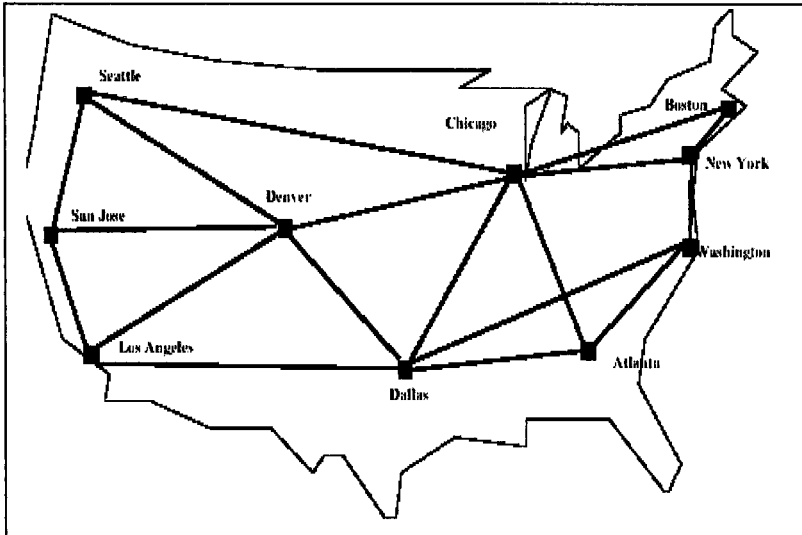 Seattle
Boston
Chicago
New York
Denver
San Jose
Washington
Los Angeles
Atlanta
Dallas